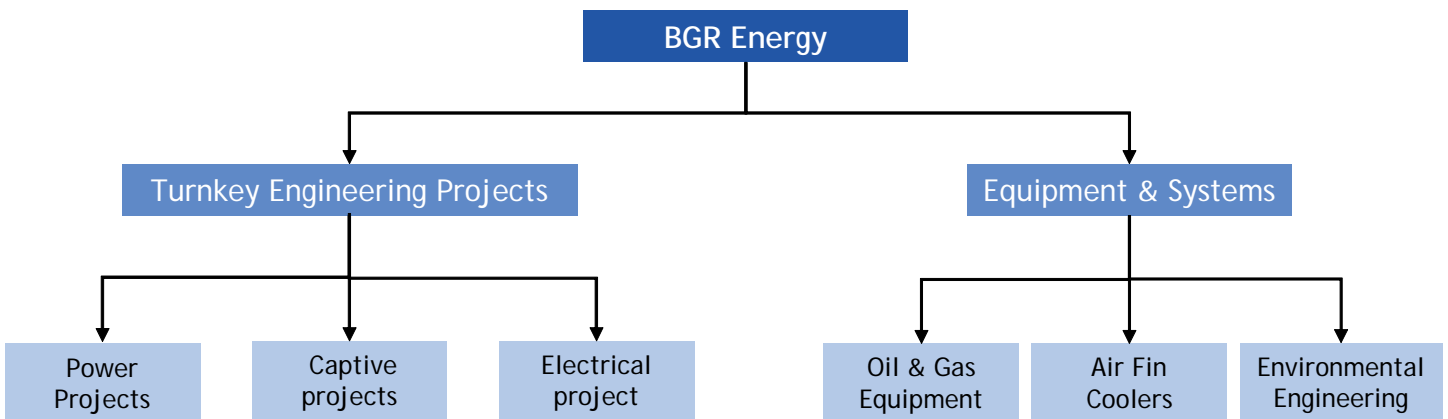 BGR Energy
Turnkey Engineering Projects
Equipment & Systems
Power
Projects
Captive
projects
Electrical
project
Oil & Gas
Equipment
Air Fin
Coolers
Environmental
Engineering